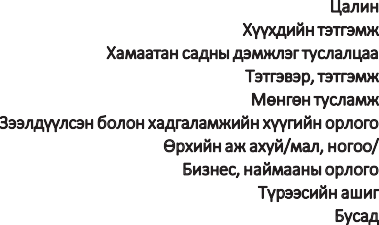 Цалин
Хүүхдийн тэтгэмж
Хамаатан садны дэмжлэг туслалцаа
Тэтгэвэр, тэтгэмж
Мөнгөн тусламж
Зээлдүүлсэн болон хадгаламжийн хүүгийн орлого
Өрхийн аж ахуй/мал, ногоо/
Бизнес, наймааны орлого
Түрээсийн ашиг
Бусад